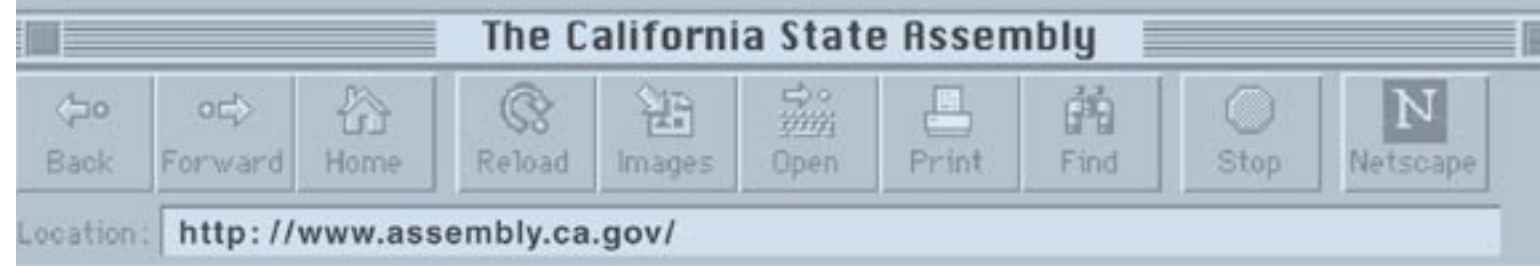 The California State Assembly
N
Back Forward Home Reload Images Open Print Find Stop Netscape
Location: http://www.assembly.ca.gov/